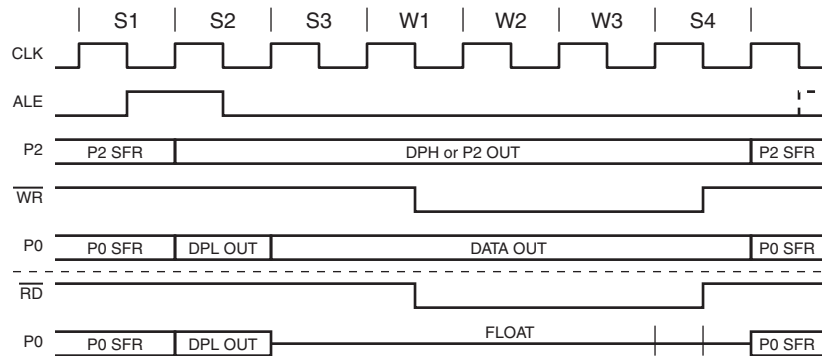 S1 S2 S3 W1 W2 W3 S4
CLK
ALE
P2 P2 SFR DPH or P2 OUT P2 SFR
WR
P0 P0 SFR DPL OUT DATA OUT P0 SFR
RD
P0 P0 SFR DPL OUT FLOAT P0 SFR